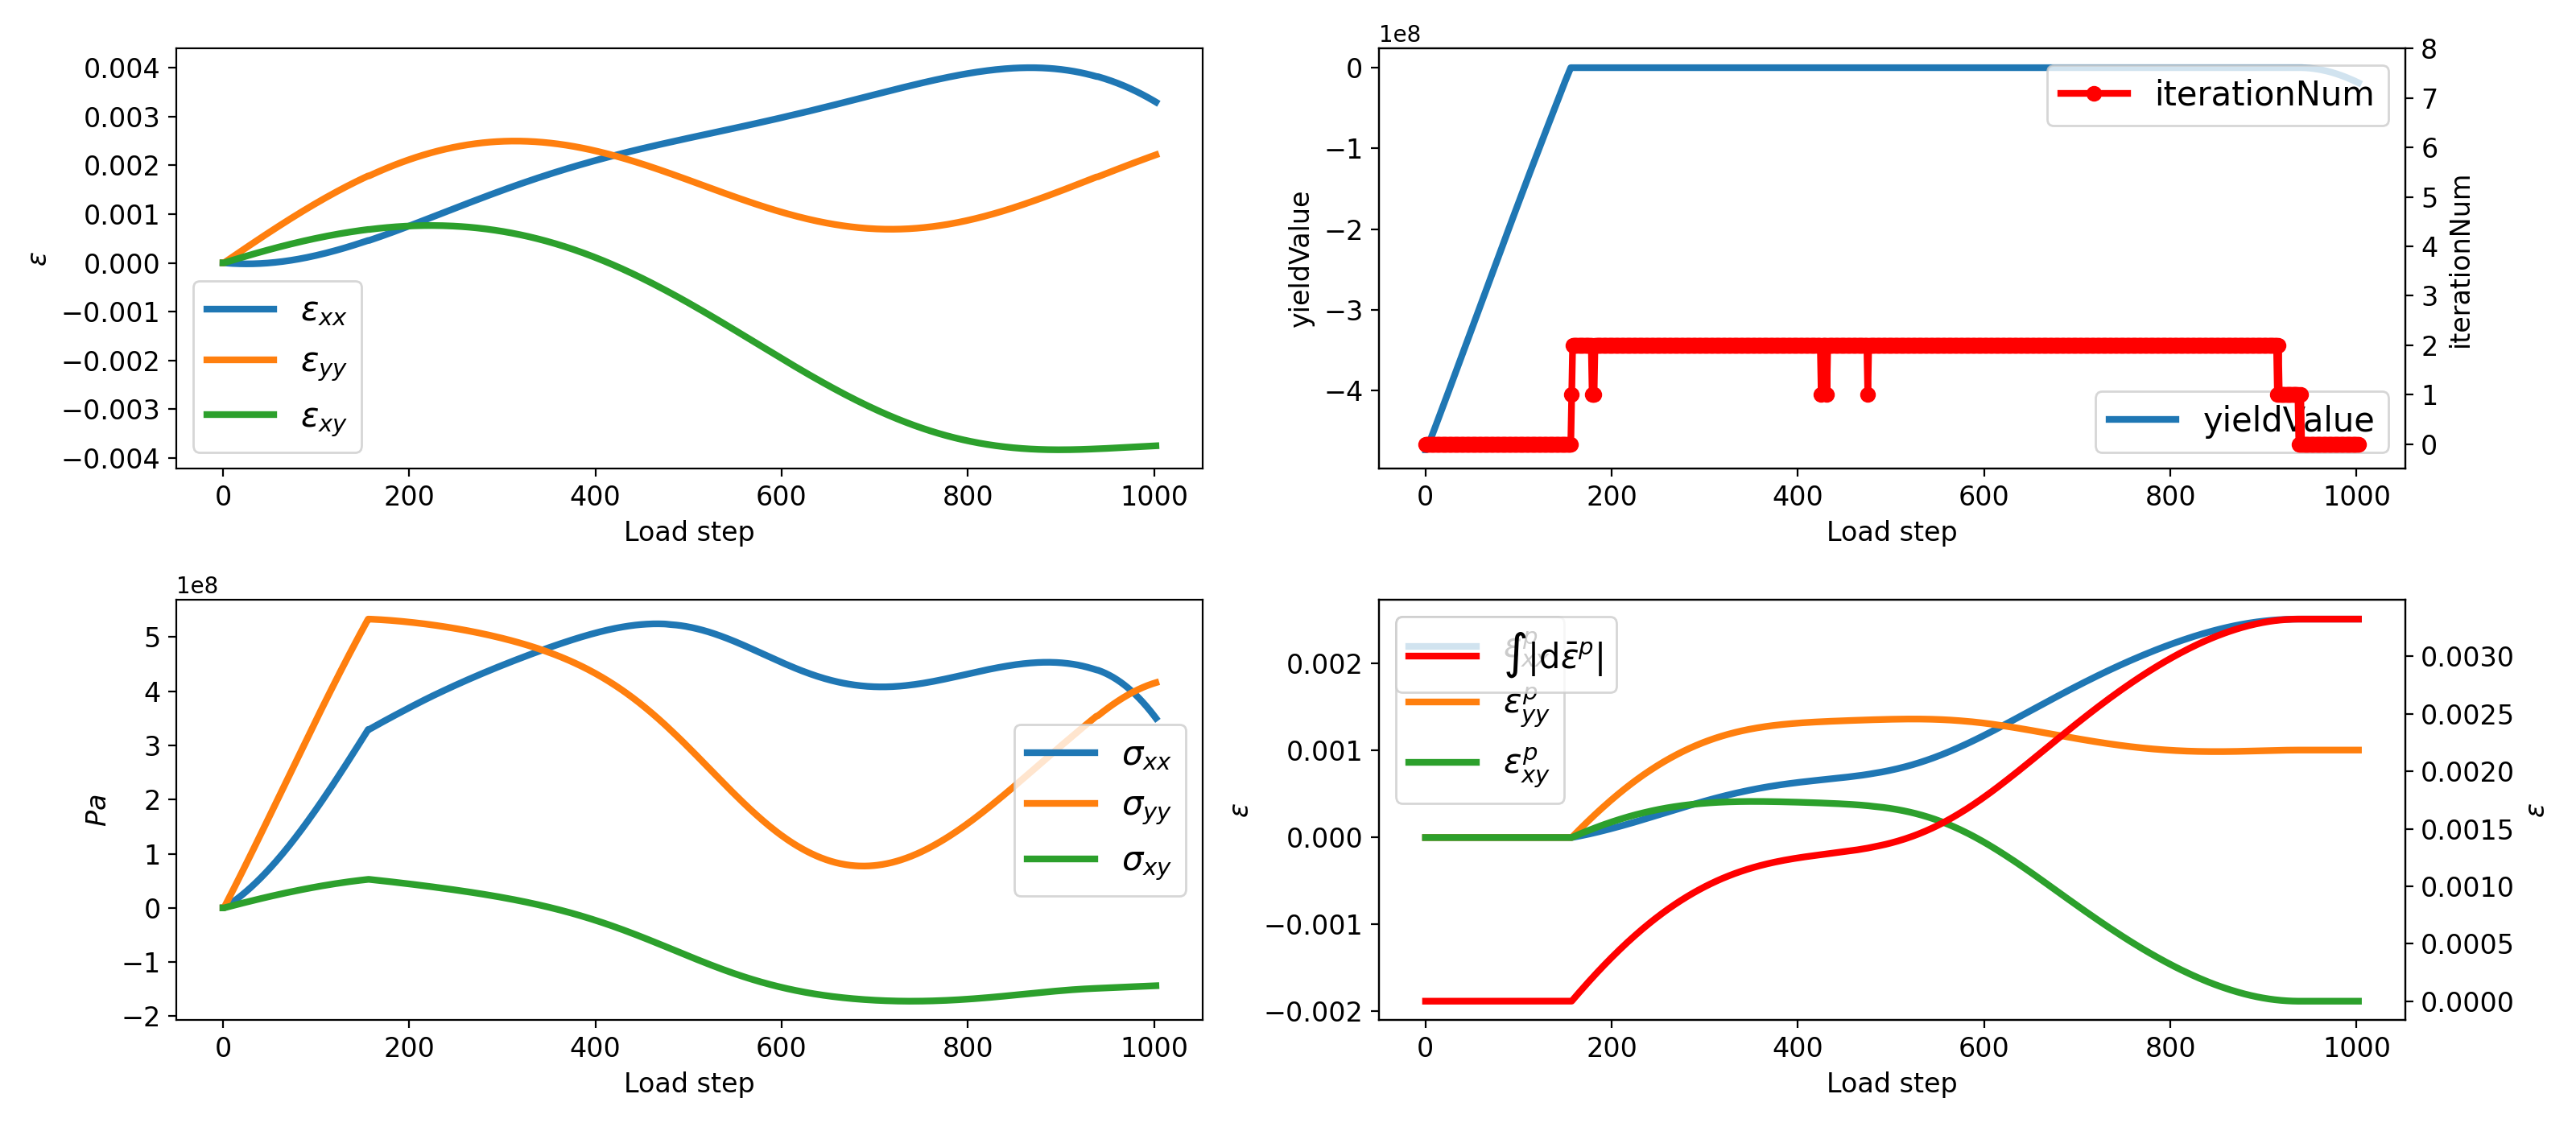 0.004
0.003
0.002
0.001
0.000
−0.001
−0.002
−0.003
−0.004
ε
ε_xx
ε_yy
ε_xy
0 200 400 600 800 1000
Load step
1e8
0
−1
−2
−3
−4
yieldValue
iterationNum
yieldValue
8
7
6
5
4
3
2
1
0
iterationNum
0 200 400 600 800 1000
Load step
1e8
5
4
3
2
1
0
−1
−2
Pa
σ_xx
σ_yy
σ_xy
0 200 400 600 800 1000
Load step
0.002
0.001
0.000
−0.001
−0.002
ε
ε^p_xx
∫|dε̄^p|
ε^p_yy
ε^p_xy
0.0030
0.0025
0.0020
0.0015
0.0010
0.0005
0.0000
ε
0 200 400 600 800 1000
Load step